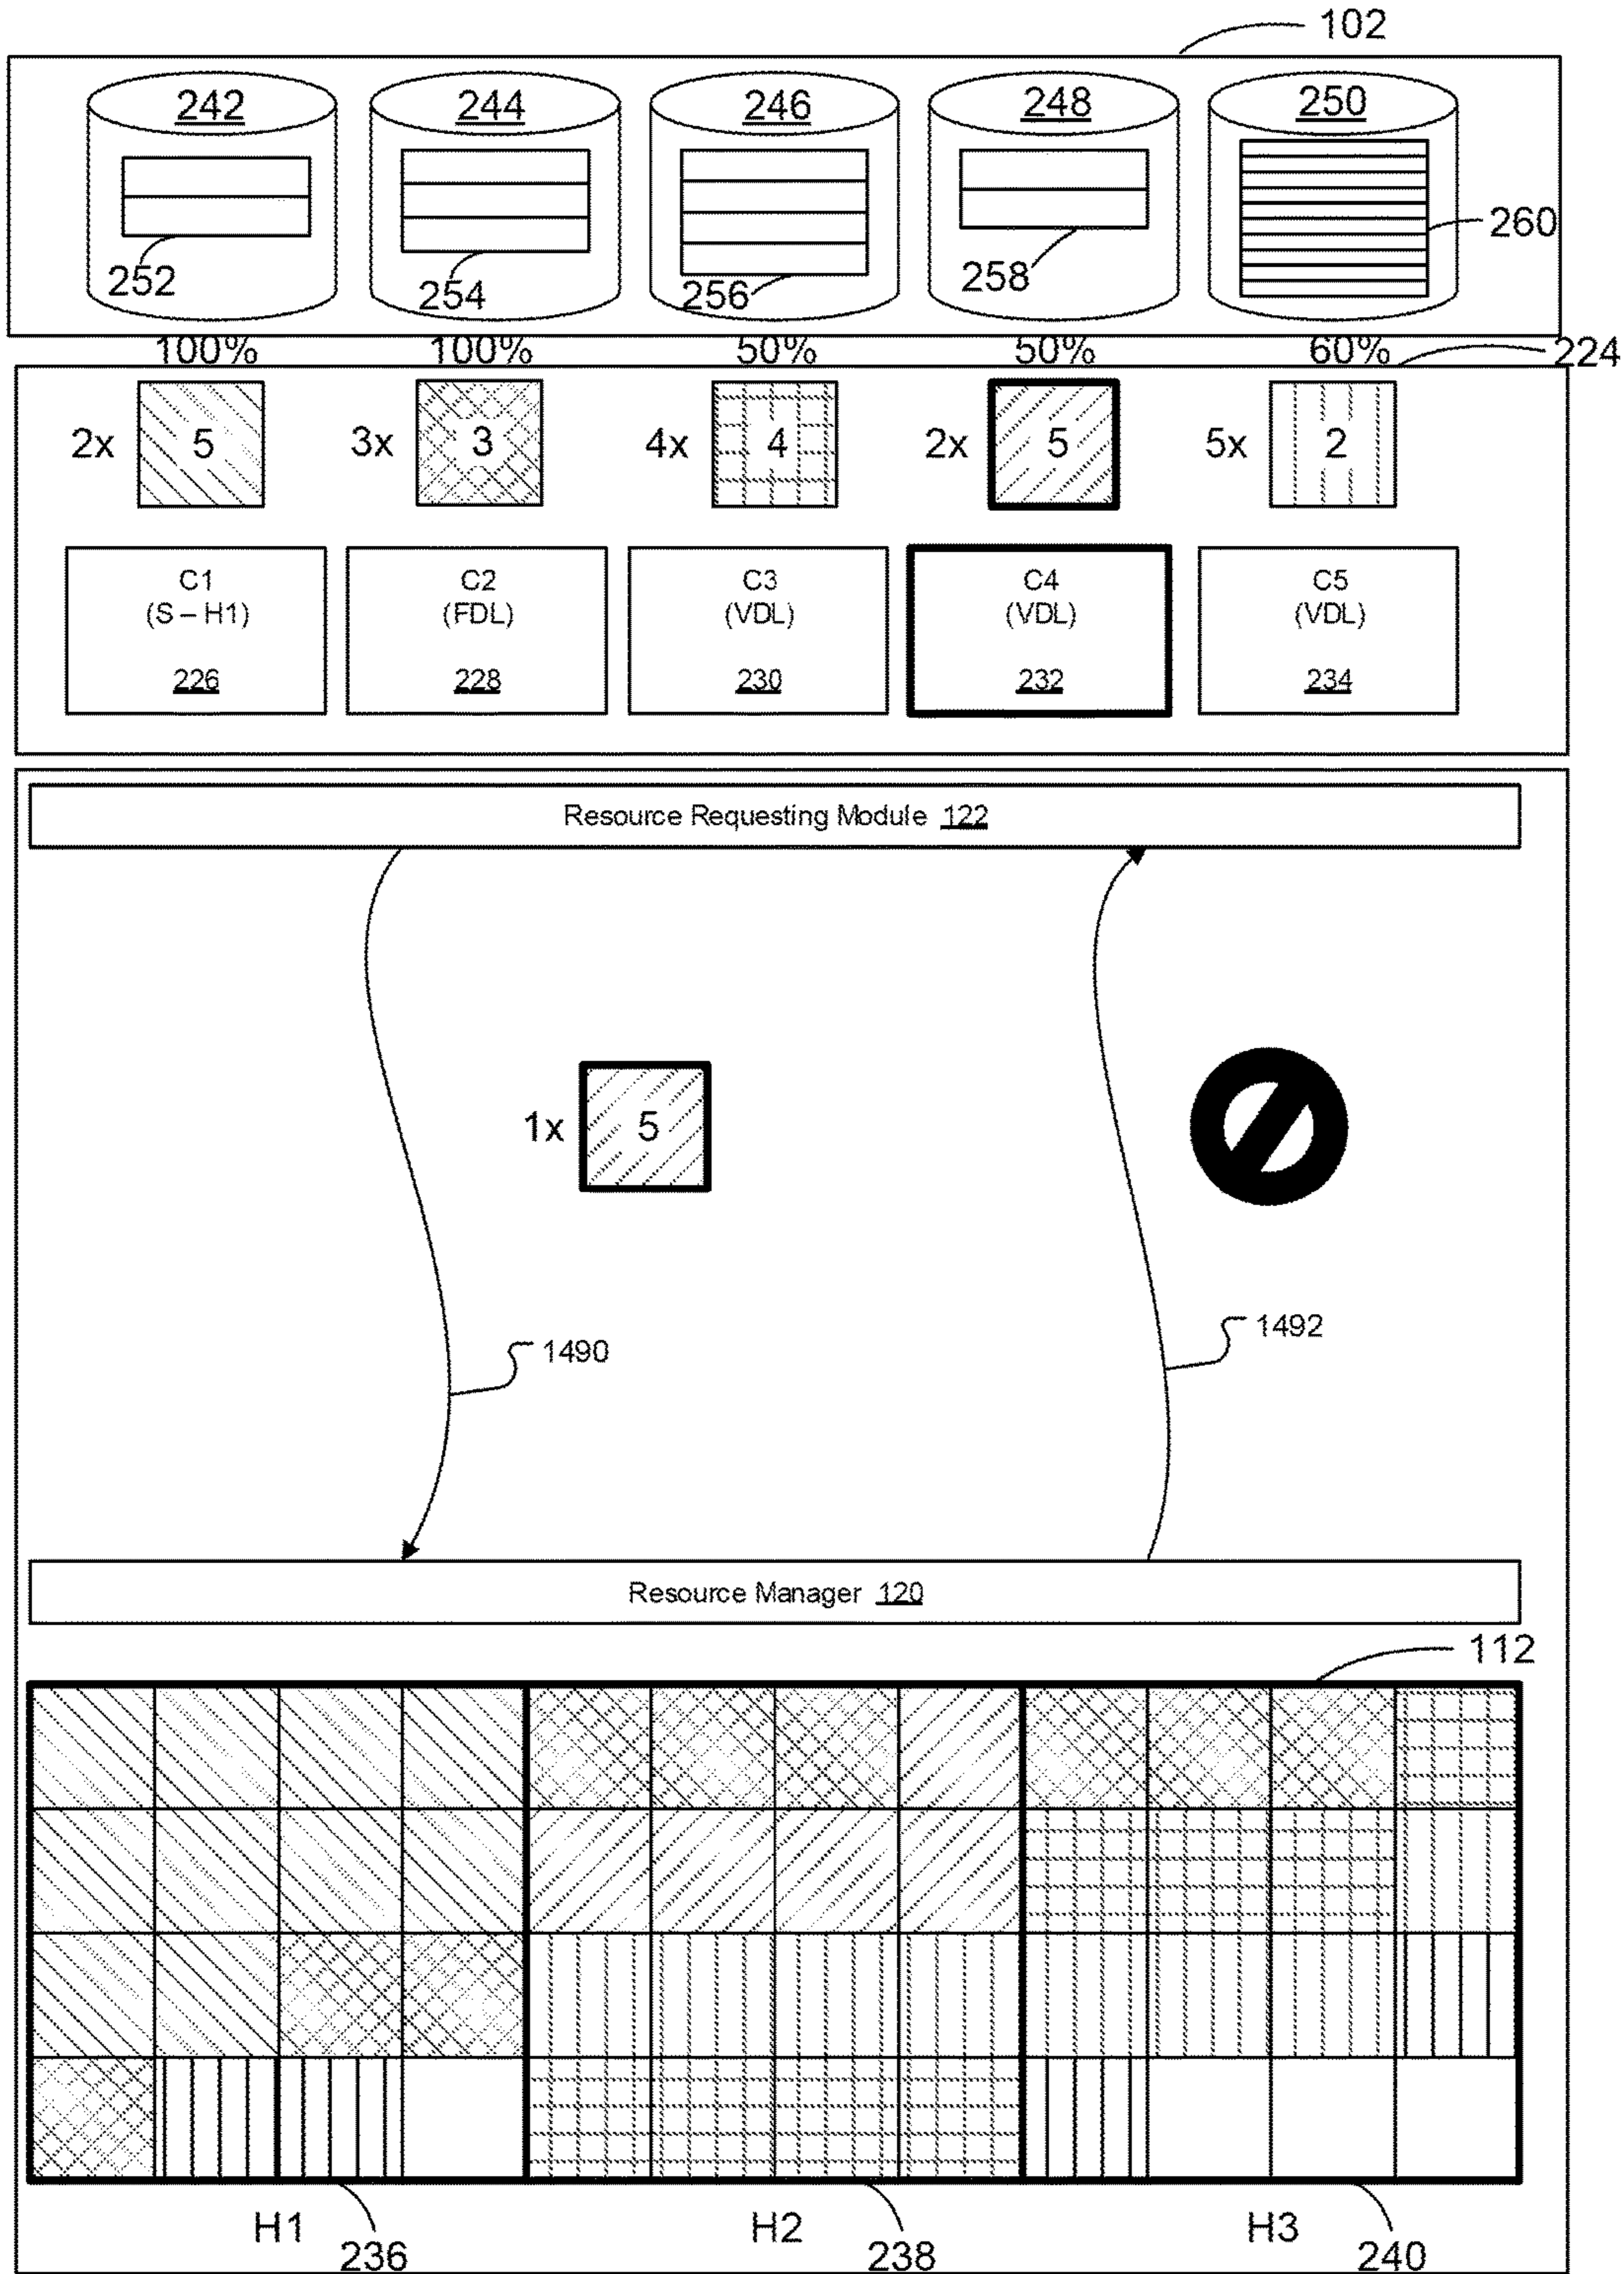 102
242 244 246 248 250
260
252 254 256 258
100% 100% 50% 50% 60%
224
2x 5 3x 3 4x 4 2x 5 5x 2
C1 C2 C3 C4 C5
(S – H1) (FDL) (VDL) (VDL) (VDL)
226 228 230 232 234
Resource Requesting Module 122
1x 5
1490 1492
Resource Manager 120
112
H1 H2 H3
236 238 240